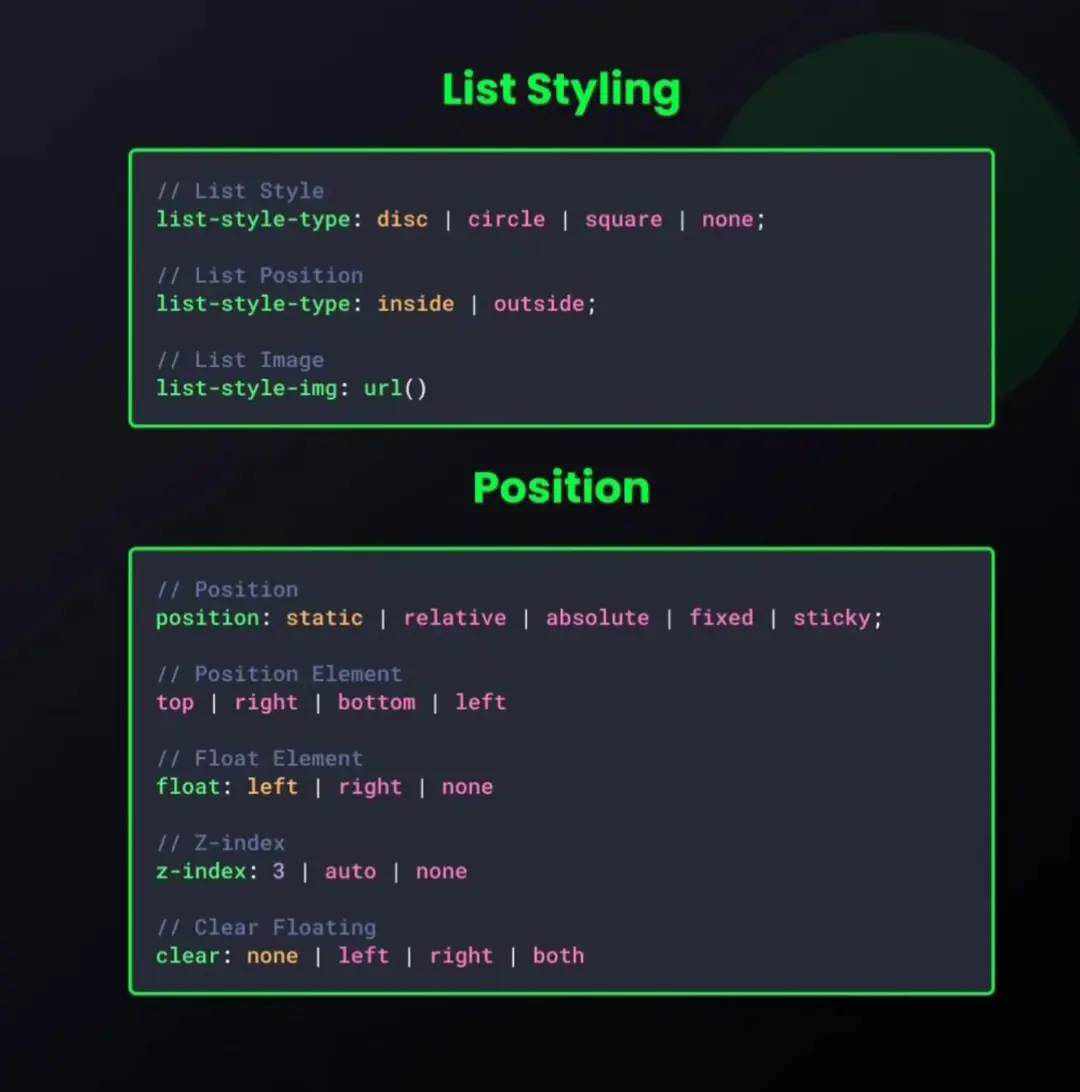 List Styling
// List Style
list-style-type: disc | circle | square | none;
// List Position
list-style-type: inside | outside;
// List Image
list-style-img: url()
Position
// Position
position: static | relative | absolute | fixed | sticky;
// Position Element
top | right | bottom | left
// Float Element
float: left | right | none
// Z-index
z-index: 3 | auto | none
// Clear Floating
clear: none | left | right | both